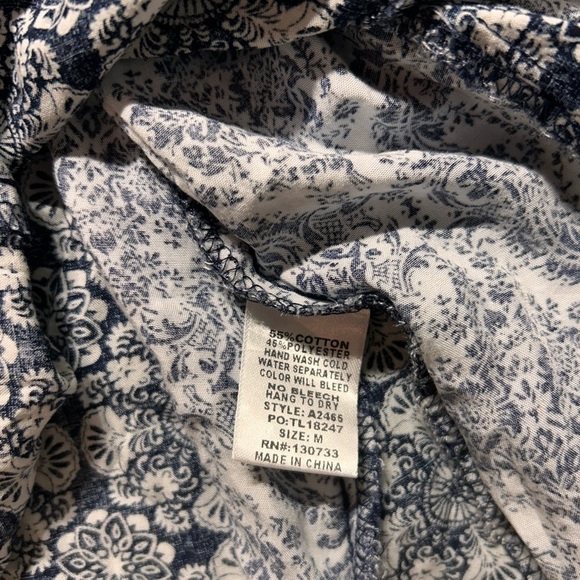 55%COTTON
45%POLYESTER
HAND WASH COLD
WATER SEPARATELY
COLOR WILL BLEED
NO BLEECH
HANG TO DRY
STYLE: A2466
PO:TL18247
SIZE: M
RN#:130733
MADE IN CHINA